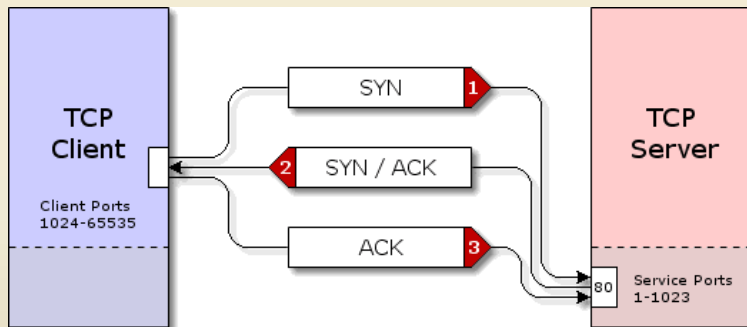 TCP
Client
Client Ports
1024-65535
SYN
1
2
SYN / ACK
ACK
3
TCP
Server
80
Service Ports
1-1023